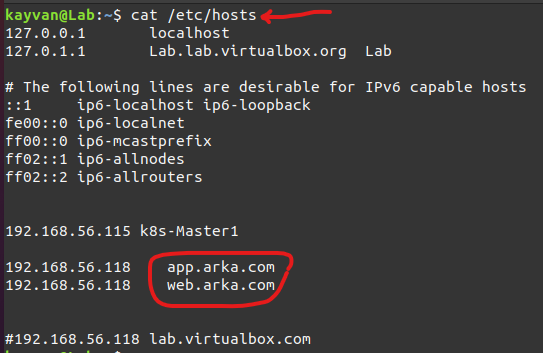 kayvan@Lab:~$ cat /etc/hosts
127.0.0.1 localhost
127.0.1.1 Lab.lab.virtualbox.org Lab
# The following lines are desirable for IPv6 capable hosts
::1 ip6-localhost ip6-loopback
fe00::0 ip6-localnet
ff00::0 ip6-mcastprefix
ff02::1 ip6-allnodes
ff02::2 ip6-allrouters
192.168.56.115 k8s-Master1
192.168.56.118 app.arka.com
192.168.56.118 web.arka.com
#192.168.56.118 lab.virtualbox.com